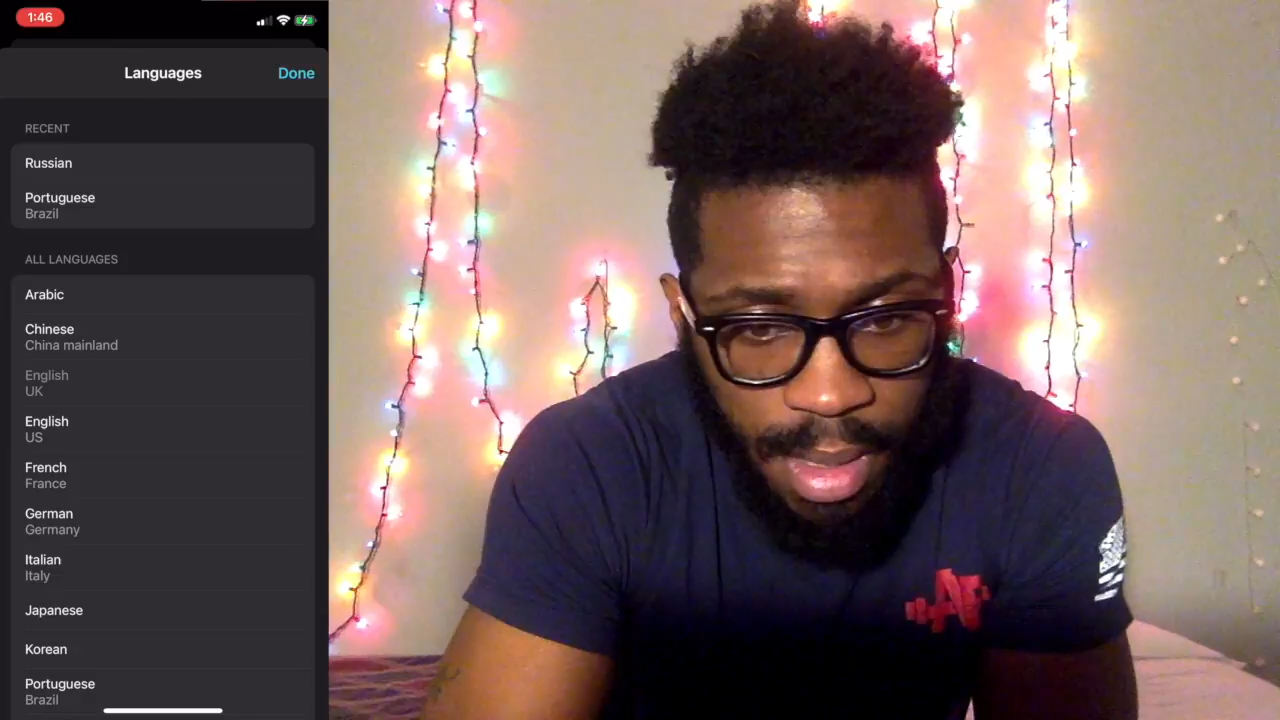 1:46
Languages
Done
RECENT
Russian
Portuguese
Brazil
ALL LANGUAGES
Arabic
Chinese
China mainland
English
UK
English
US
French
France
German
Germany
Italian
Italy
Japanese
Korean
Portuguese
Brazil
AF